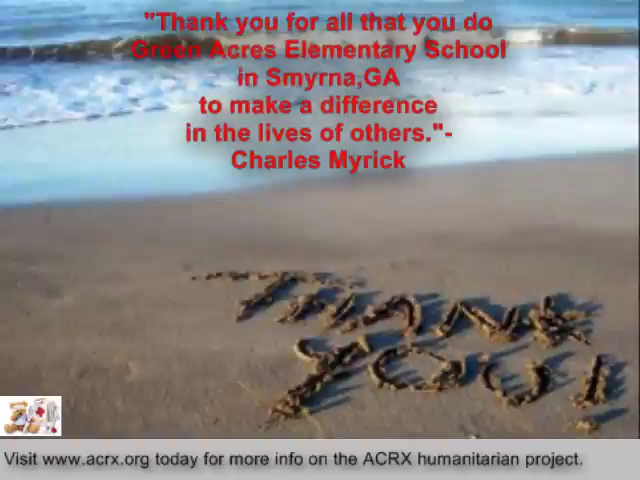 "Thank you for all that you do
Green Acres Elementary School
in Smyrna,GA
to make a difference
in the lives of others."-
Charles Myrick
THANK
YOU!
Visit www.acrx.org today for more info on the ACRX humanitarian project.